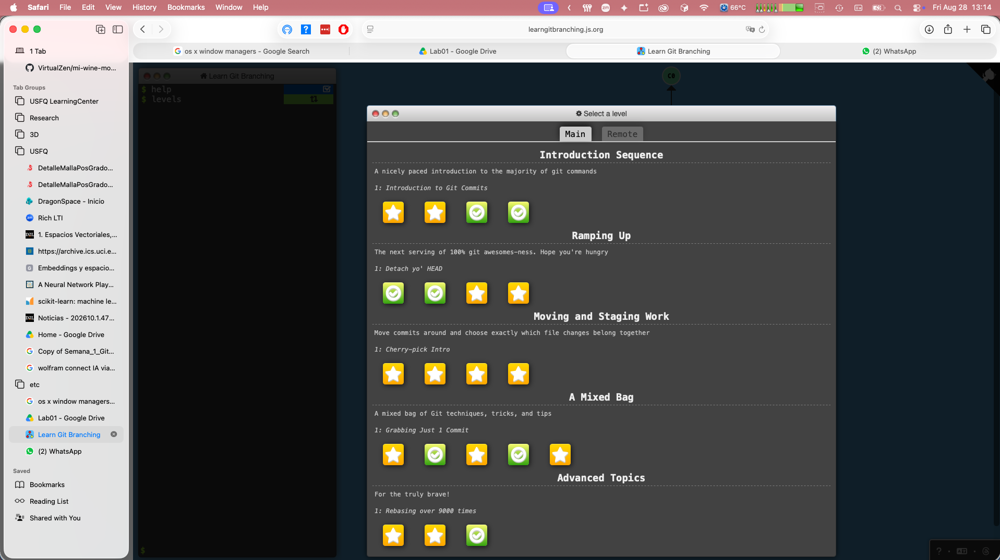 Safari File Edit View History Bookmarks Window Help
zm
66°C
Fri Aug 28 13:14
learngitbranching.js.org
os x window managers - Google Search
Lab01 - Google Drive
Learn Git Branching
(2) WhatsApp
1 Tab
VirtualZen/mi-wine-mo...
Tab Groups
USFQ LearningCenter
Research
3D
USFQ
DetalleMallaPosGrado...
DetalleMallaPosGrado...
DragonSpace - Inicio
Rich LTI
1. Espacios Vectoriales,...
https://archive.ics.uci.e...
Embeddings y espacio...
A Neural Network Play...
scikit-learn: machine le...
Noticias - 202610.1.47...
Home - Google Drive
Copy of Semana_1_Git...
wolfram connect IA via...
etc
os x window managers...
Lab01 - Google Drive
Learn Git Branching
(2) WhatsApp
Saved
Bookmarks
Reading List
Shared with You
Learn Git Branching
$ help
$ levels
$
C0
Select a level
Main Remote
Introduction Sequence
A nicely paced introduction to the majority of git commands
1: Introduction to Git Commits
Ramping Up
The next serving of 100% git awesomes-ness. Hope you're hungry
1: Detach yo' HEAD
Moving and Staging Work
Move commits around and choose exactly which file changes belong together
1: Cherry-pick Intro
A Mixed Bag
A mixed bag of Git techniques, tricks, and tips
1: Grabbing Just 1 Commit
Advanced Topics
For the truly brave!
1: Rebasing over 9000 times